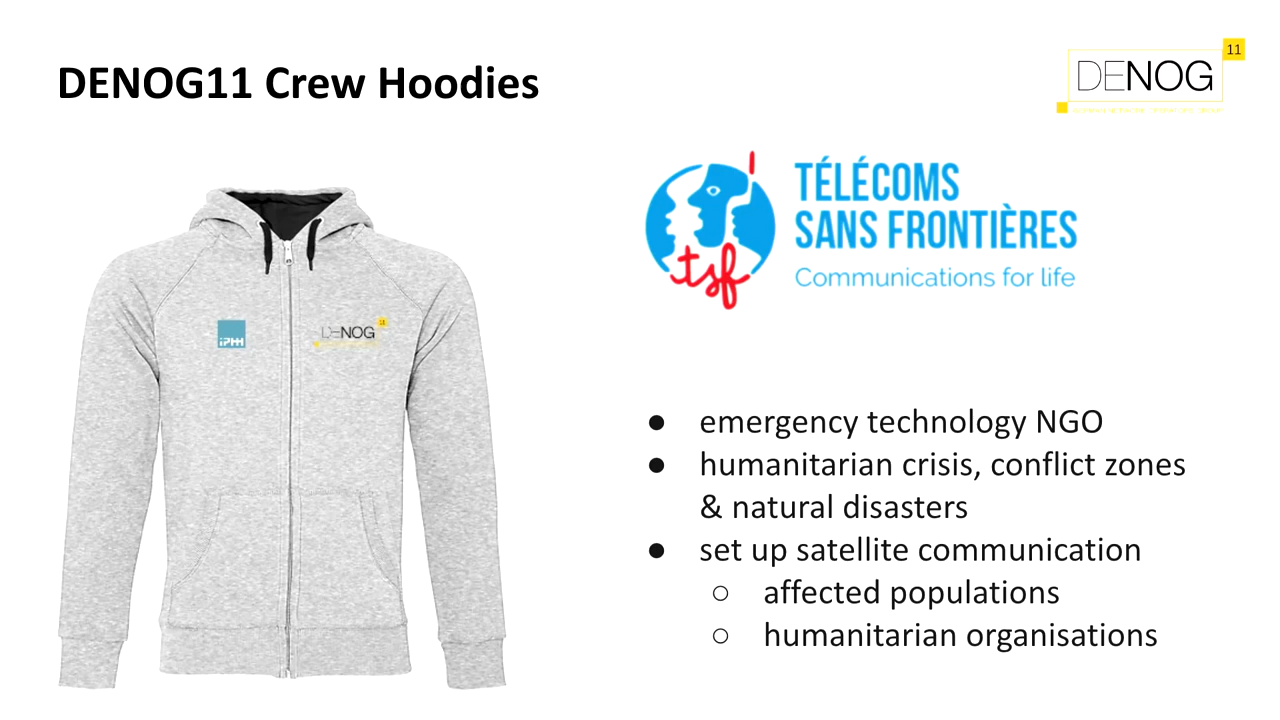 DENOG11 Crew Hoodies
DENOG
11
TÉLÉCOMS
SANS FRONTIÈRES
Communications for life
tsf
iPHH
DENOG
11
● emergency technology NGO
● humanitarian crisis, conflict zones
& natural disasters
● set up satellite communication
○ affected populations
○ humanitarian organisations